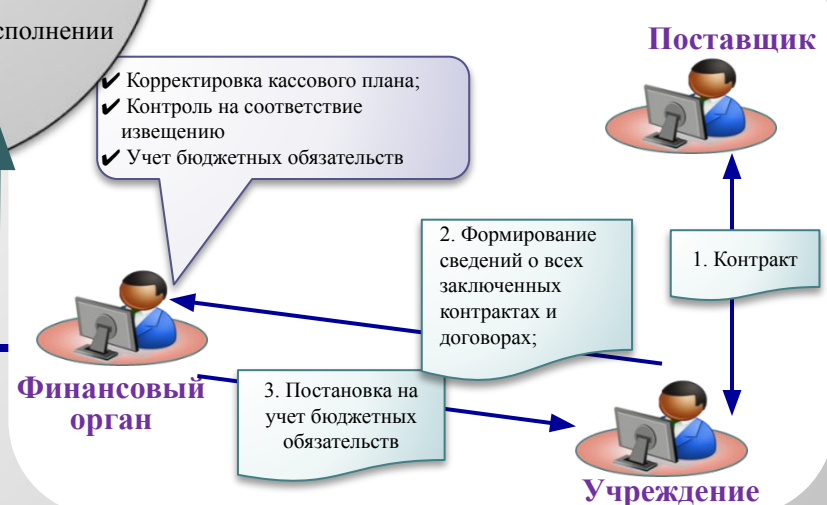 Поставщик
✔ Корректировка кассового плана;
✔ Контроль на соответствие
извещению
✔ Учет бюджетных обязательств
2. Формирование
сведений о всех
заключенных
контрактах и
договорах;
1. Контракт
Финансовый
орган
3. Постановка на
учет бюджетных
обязательств
Учреждение